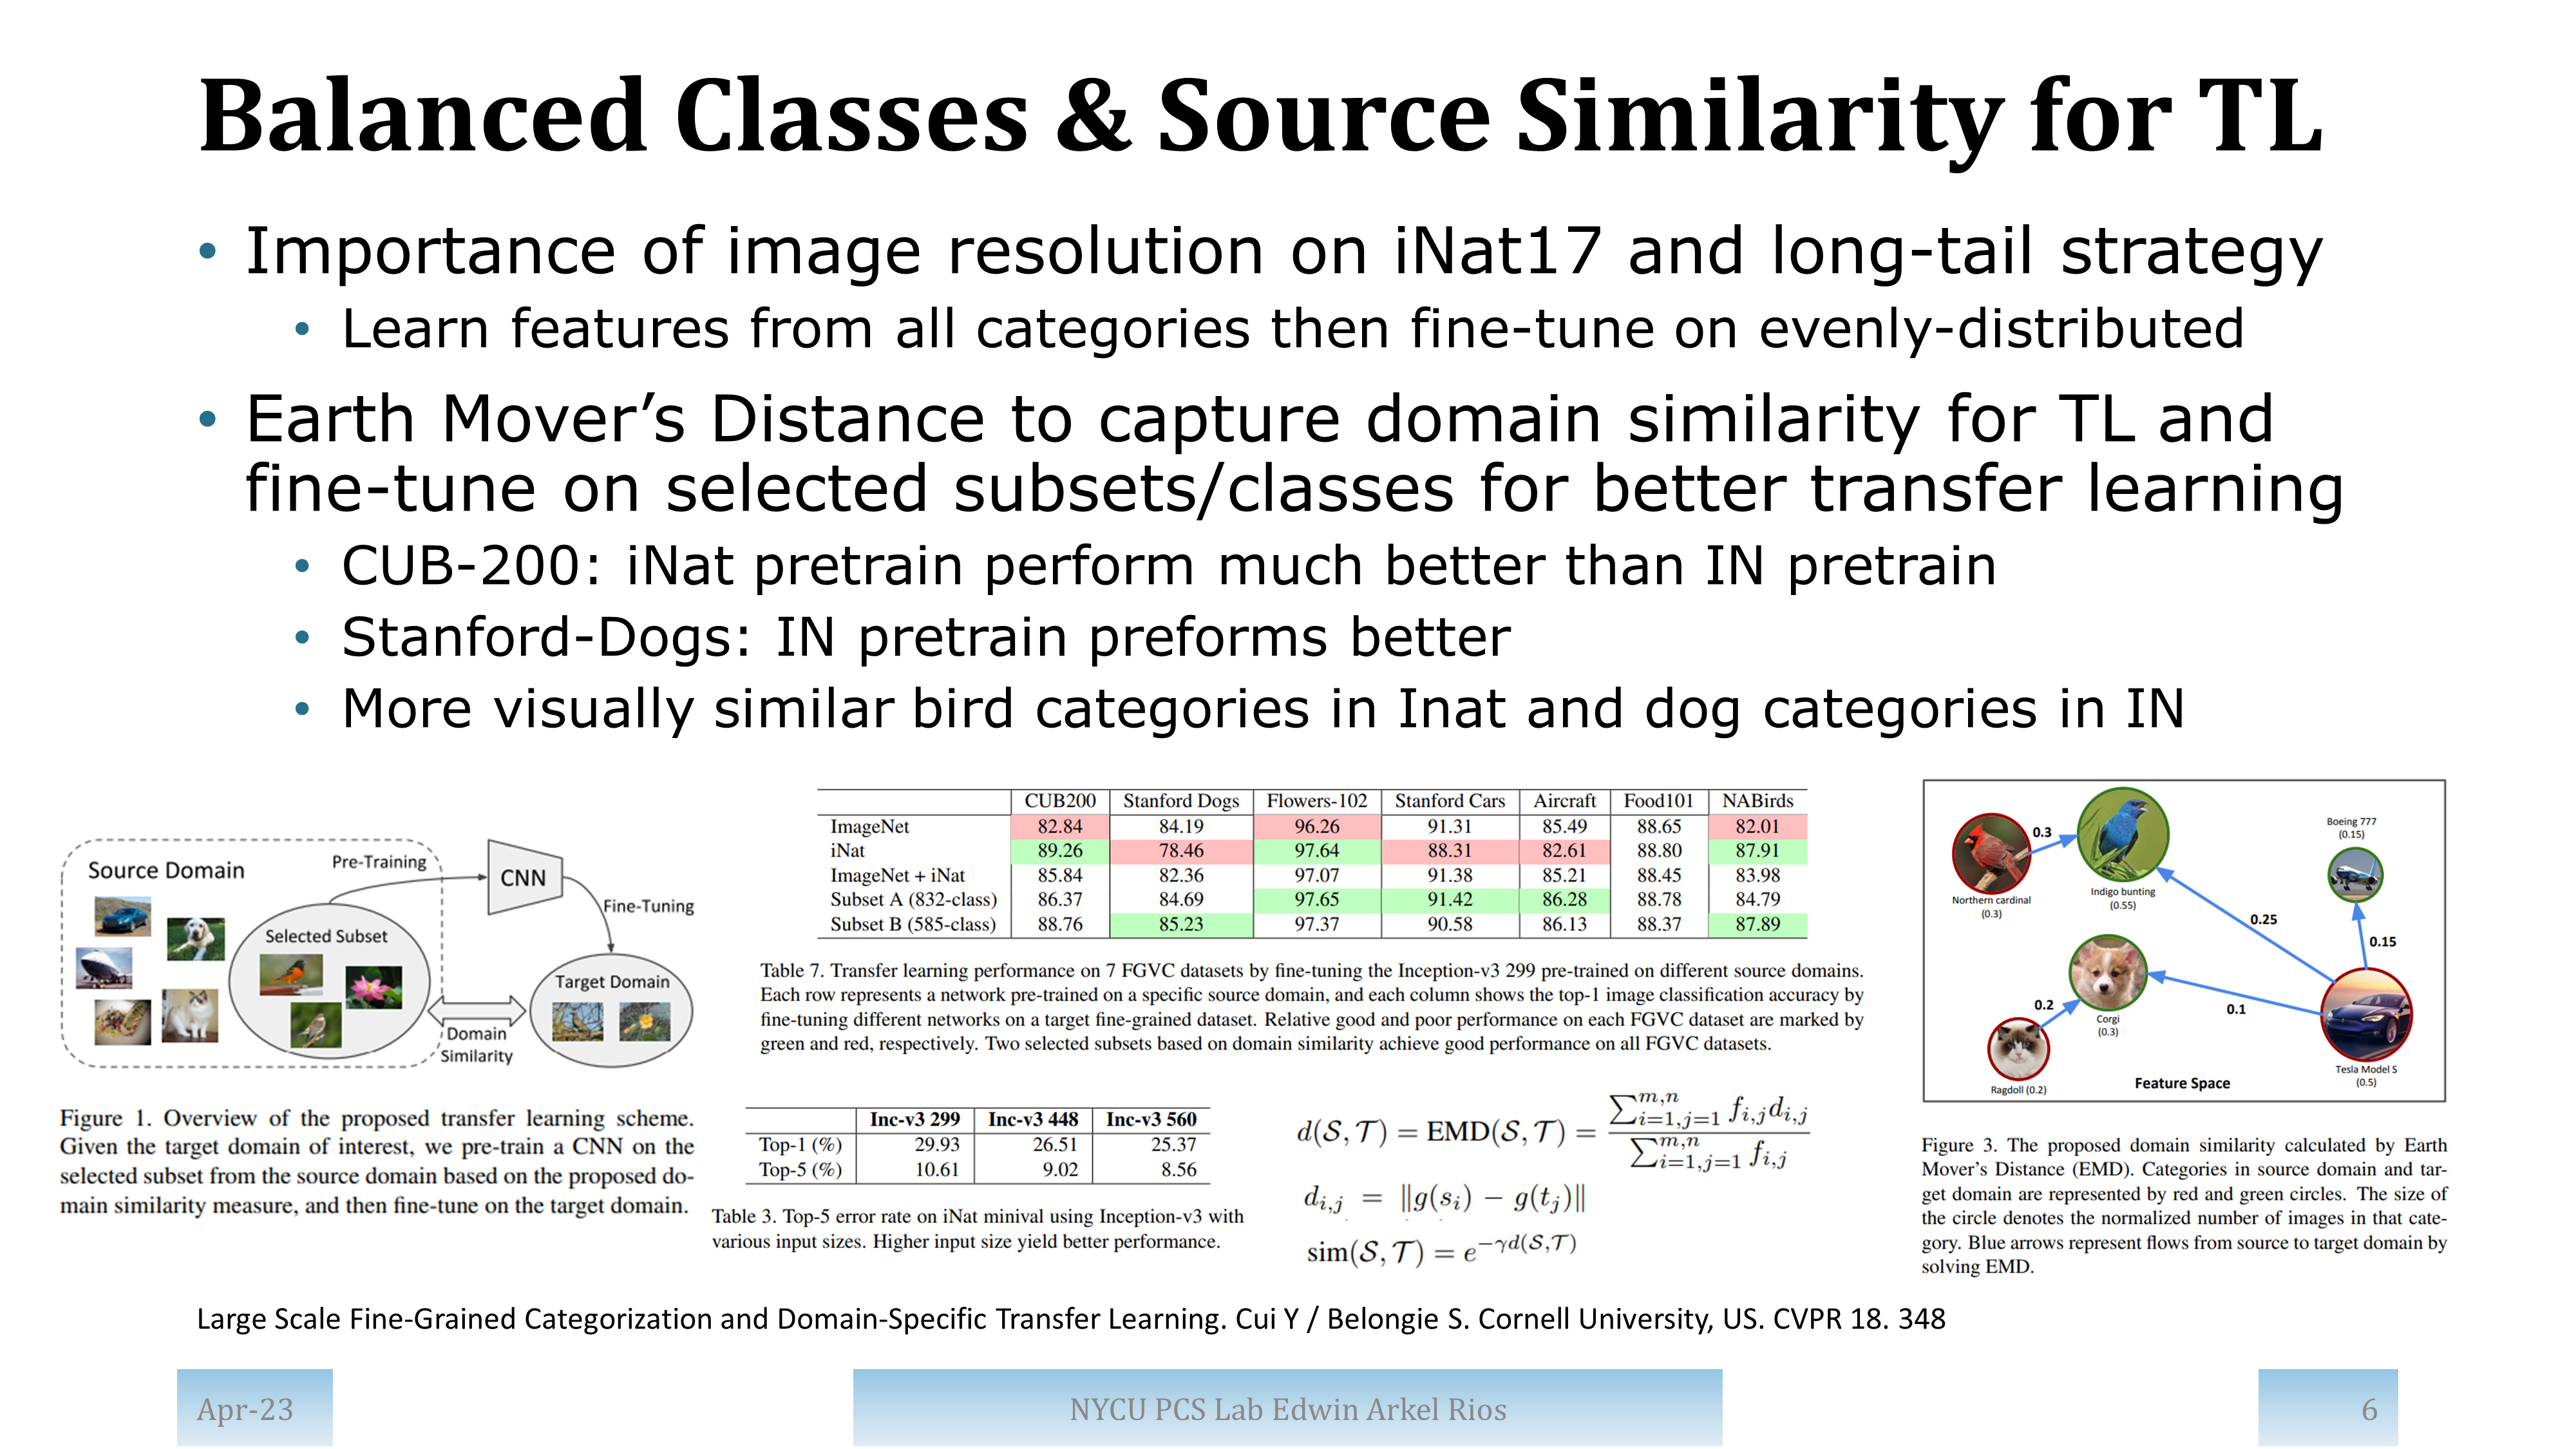 Balanced Classes & Source Similarity for TL
• Importance of image resolution on iNat17 and long-tail strategy
• Learn features from all categories then fine-tune on evenly-distributed
• Earth Mover’s Distance to capture domain similarity for TL and
fine-tune on selected subsets/classes for better transfer learning
• CUB-200: iNat pretrain perform much better than IN pretrain
• Stanford-Dogs: IN pretrain preforms better
• More visually similar bird categories in Inat and dog categories in IN
Source Domain
Pre-Training
CNN
Fine-Tuning
Selected Subset
Target Domain
Domain
Similarity
Figure 1. Overview of the proposed transfer learning scheme.
Given the target domain of interest, we pre-train a CNN on the
selected subset from the source domain based on the proposed do-
main similarity measure, and then fine-tune on the target domain.
CUB200 Stanford Dogs Flowers-102 Stanford Cars Aircraft Food101 NABirds
ImageNet 82.84 84.19 96.26 91.31 85.49 88.65 82.01
iNat 89.26 78.46 97.64 88.31 82.61 88.80 87.91
ImageNet + iNat 85.84 82.36 97.07 91.38 85.21 88.45 83.98
Subset A (832-class) 86.37 84.69 97.65 91.42 86.28 88.78 84.79
Subset B (585-class) 88.76 85.23 97.37 90.58 86.13 88.37 87.89
Table 7. Transfer learning performance on 7 FGVC datasets by fine-tuning the Inception-v3 299 pre-trained on different source domains.
Each row represents a network pre-trained on a specific source domain, and each column shows the top-1 image classification accuracy by
fine-tuning different networks on a target fine-grained dataset. Relative good and poor performance on each FGVC dataset are marked by
green and red, respectively. Two selected subsets based on domain similarity achieve good performance on all FGVC datasets.
Inc-v3 299 Inc-v3 448 Inc-v3 560
Top-1 (%) 29.93 26.51 25.37
Top-5 (%) 10.61 9.02 8.56
Table 3. Top-5 error rate on iNat minival using Inception-v3 with
various input sizes. Higher input size yield better performance.
d(𝒮, 𝒯) = EMD(𝒮, 𝒯) = ∑_{i=1,j=1}^{m,n} f_{i,j}d_{i,j} / ∑_{i=1,j=1}^{m,n} f_{i,j}
d_{i,j} = ‖g(s_i) − g(t_j)‖
sim(𝒮, 𝒯) = e^{−γd(𝒮,𝒯)}
Northern cardinal
(0.3)
0.3
Indigo bunting
(0.55)
Boeing 777
(0.15)
0.25
0.15
Corgi
(0.3)
0.2
0.1
Ragdoll (0.2)
Tesla Model S
(0.5)
Feature Space
Figure 3. The proposed domain similarity calculated by Earth
Mover’s Distance (EMD). Categories in source domain and tar-
get domain are represented by red and green circles. The size of
the circle denotes the normalized number of images in that cate-
gory. Blue arrows represent flows from source to target domain by
solving EMD.
Large Scale Fine-Grained Categorization and Domain-Specific Transfer Learning. Cui Y / Belongie S. Cornell University, US. CVPR 18. 348
Apr-23
NYCU PCS Lab Edwin Arkel Rios
6